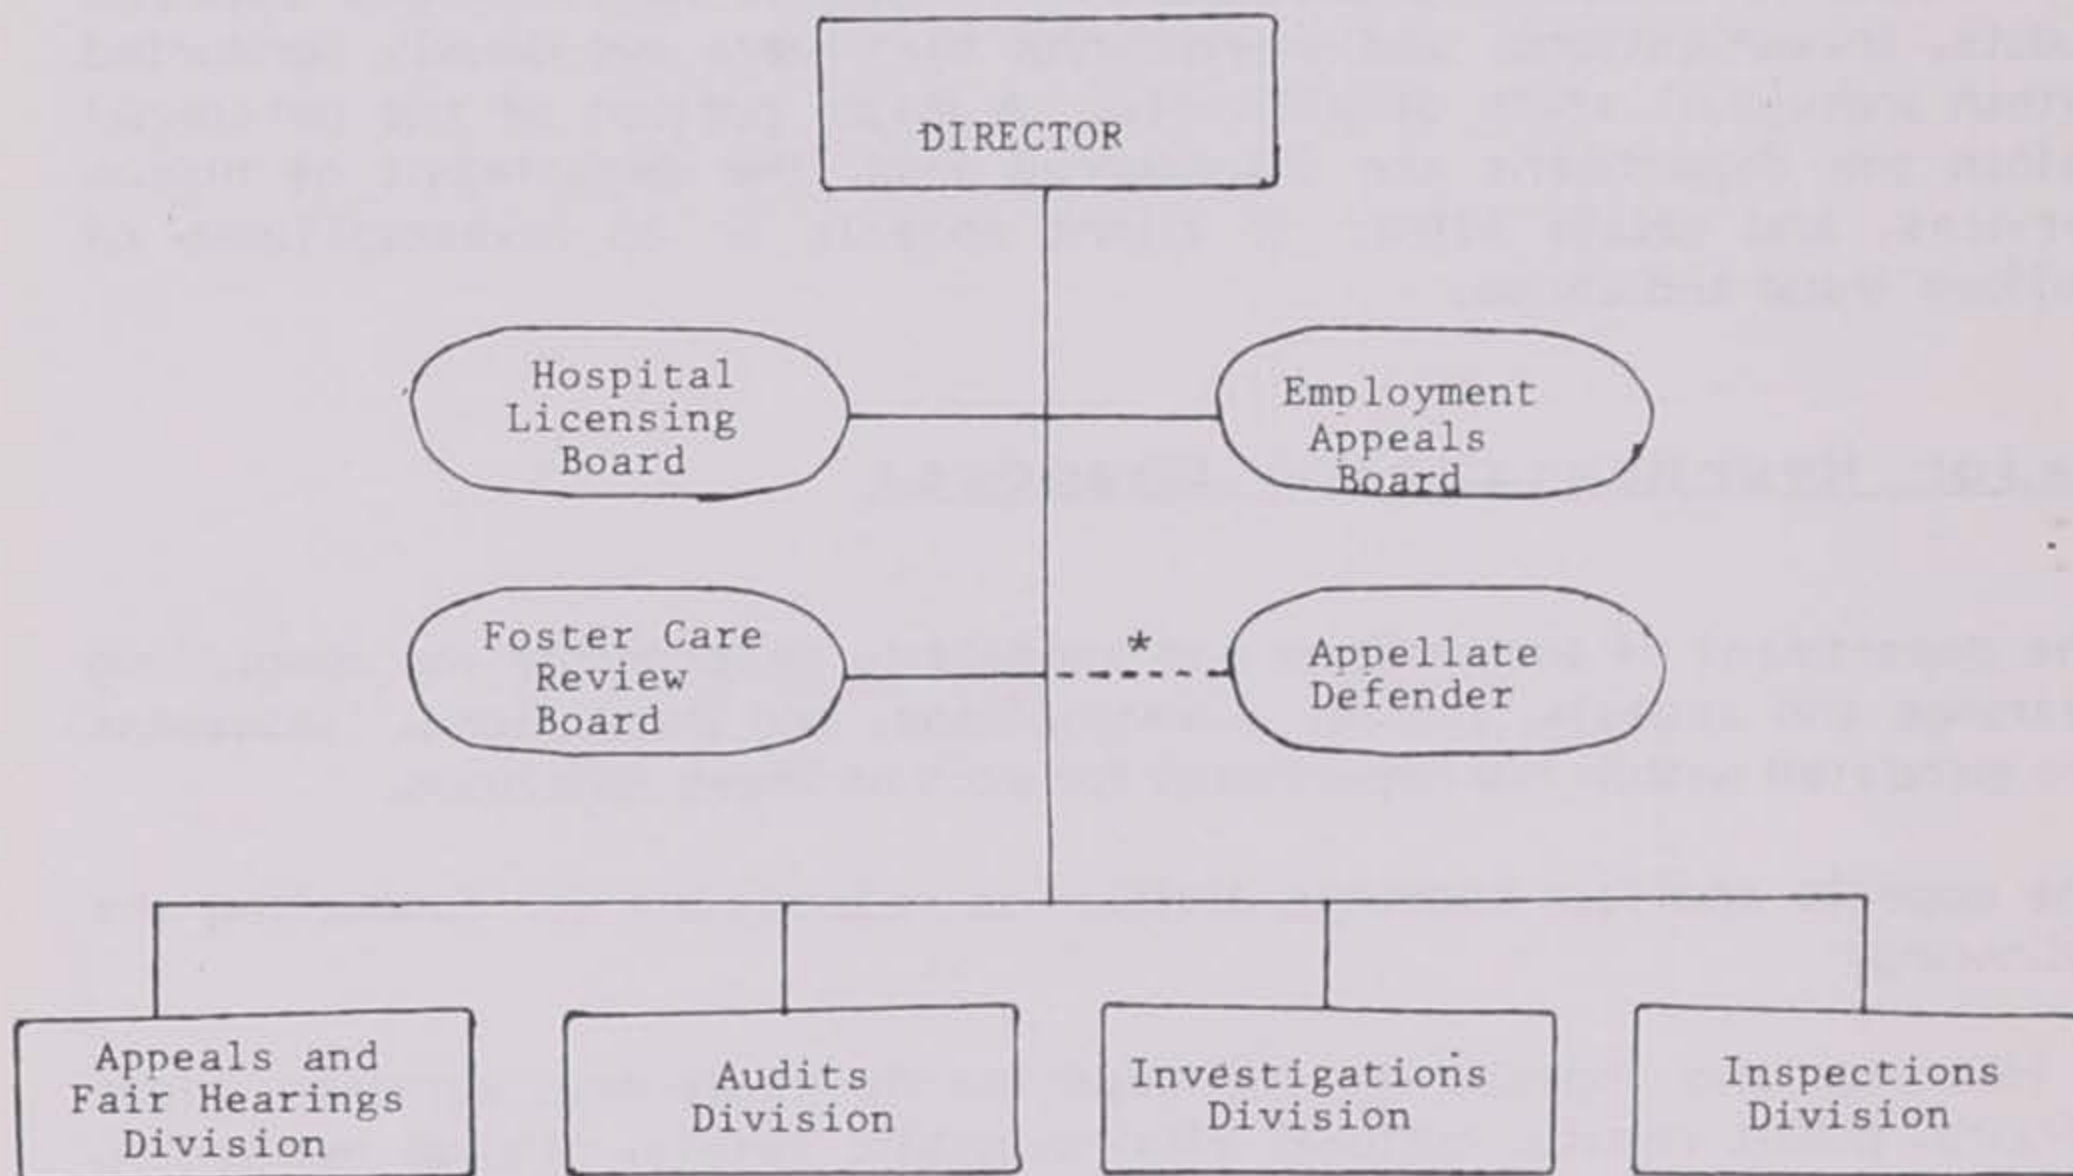 DIRECTOR
Hospital
Licensing
Board
Employment
Appeals
Board
Foster Care
Review
Board
*
Appellate
Defender
Appeals and
Fair Hearings
Division
Audits
Division
Investigations
Division
Inspections
Division